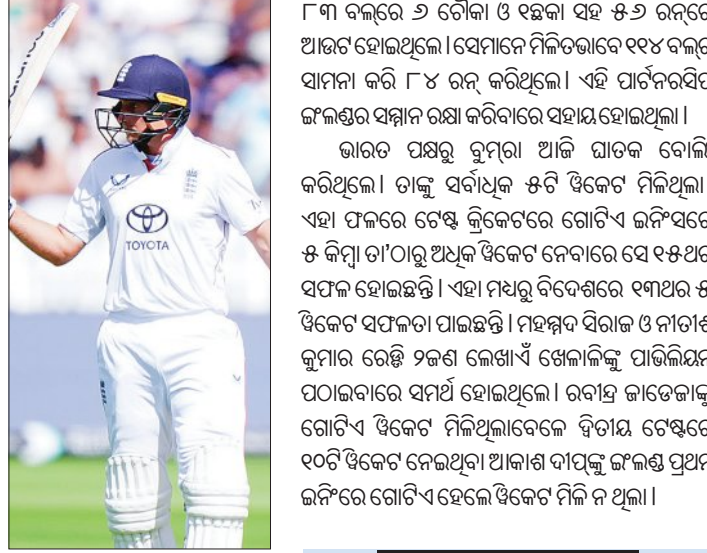 TOYOTA
୮୩ ବଲ୍‌ରେ ୬ ଚୌକା ଓ ୧ଛକା ସହ ୫୬ ରନ୍‌ରେ
ଆଉଟ ହୋଇଥିଲେ । ସେମାନେ ମିଳିତଭାବେ ୧୧୪ ବଲ୍‌ର
ସାମନା କରି ୮୪ ରନ୍ କରିଥିଲେ । ଏହି ପାର୍ଟନରସିପ
ଇଂଲଣ୍ଡର ସମ୍ମାନ ରକ୍ଷା କରିବାରେ ସହାୟ ହୋଇଥିଲା ।
ଭାରତ ପକ୍ଷରୁ ବୁମ୍‌ରା ଆଜି ଘାତକ ବୋଲିଂ
କରିଥିଲେ । ତାଙ୍କୁ ସର୍ବାଧିକ ୫ଟି ୱିକେଟ ମିଳିଥିଲା
ଏହା ଫଳରେ ଟେଷ୍ଟ କ୍ରିକେଟରେ ଗୋଟିଏ ଇନିଂସରେ
୫ କିମ୍ବା ତା'ଠାରୁ ଅଧିକ ୱିକେଟ ନେବାରେ ସେ ୧୫ଥର
ସଫଳ ହୋଇଛନ୍ତି । ଏହା ମଧ୍ୟରୁ ବିଦେଶରେ ୧୩ଥର ୫
ୱିକେଟ ସଫଳତା ପାଇଛନ୍ତି । ମହମ୍ମଦ ସିରାଜ ଓ ନୀତୀଶ
କୁମାର ରେଡ୍ଡି ୨ଜଣ ଲେଖାଏଁ ଖେଳାଳିଙ୍କୁ ପାଭିଲିୟନ
ପଠାଇବାରେ ସମର୍ଥ ହୋଇଥିଲେ । ରବୀନ୍ଦ୍ର ଜାଡେଜାଙ୍କୁ
ଗୋଟିଏ ୱିକେଟ ମିଳିଥିଲାବେଳେ ଦ୍ୱିତୀୟ ଟେଷ୍ଟରେ
୧୦ଟି ୱିକେଟ ନେଇଥିବା ଆକାଶ ଦୀପ୍‌ଙ୍କୁ ଇଂଲଣ୍ଡ ପ୍ରଥମ
ଇନିଂରେ ଗୋଟିଏ ହେଲେ ୱିକେଟ ମିଳି ନ ଥିଲା ।